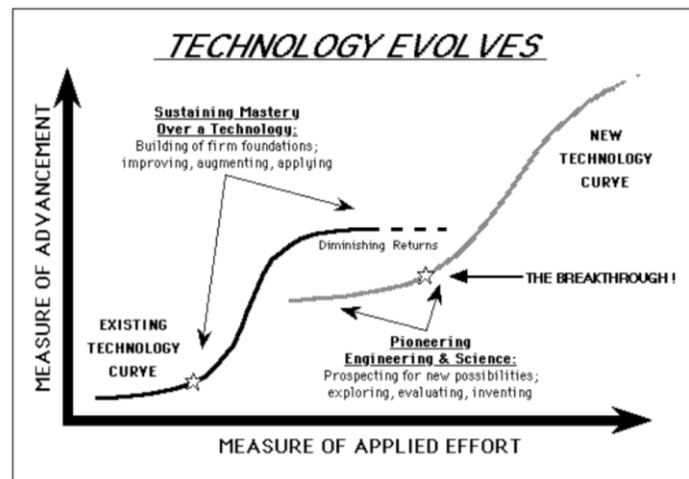 TECHNOLOGY EVOLVES
MEASURE OF ADVANCEMENT
Sustaining Mastery
Over a Technology:
Building of firm foundations;
improving, augmenting, applying
NEW
TECHNOLOGY
CURVE
Diminishing Returns
THE BREAKTHROUGH !
EXISTING
TECHNOLOGY
CURVE
Pioneering
Engineering & Science:
Prospecting for new possibilities;
exploring, evaluating, inventing
MEASURE OF APPLIED EFFORT